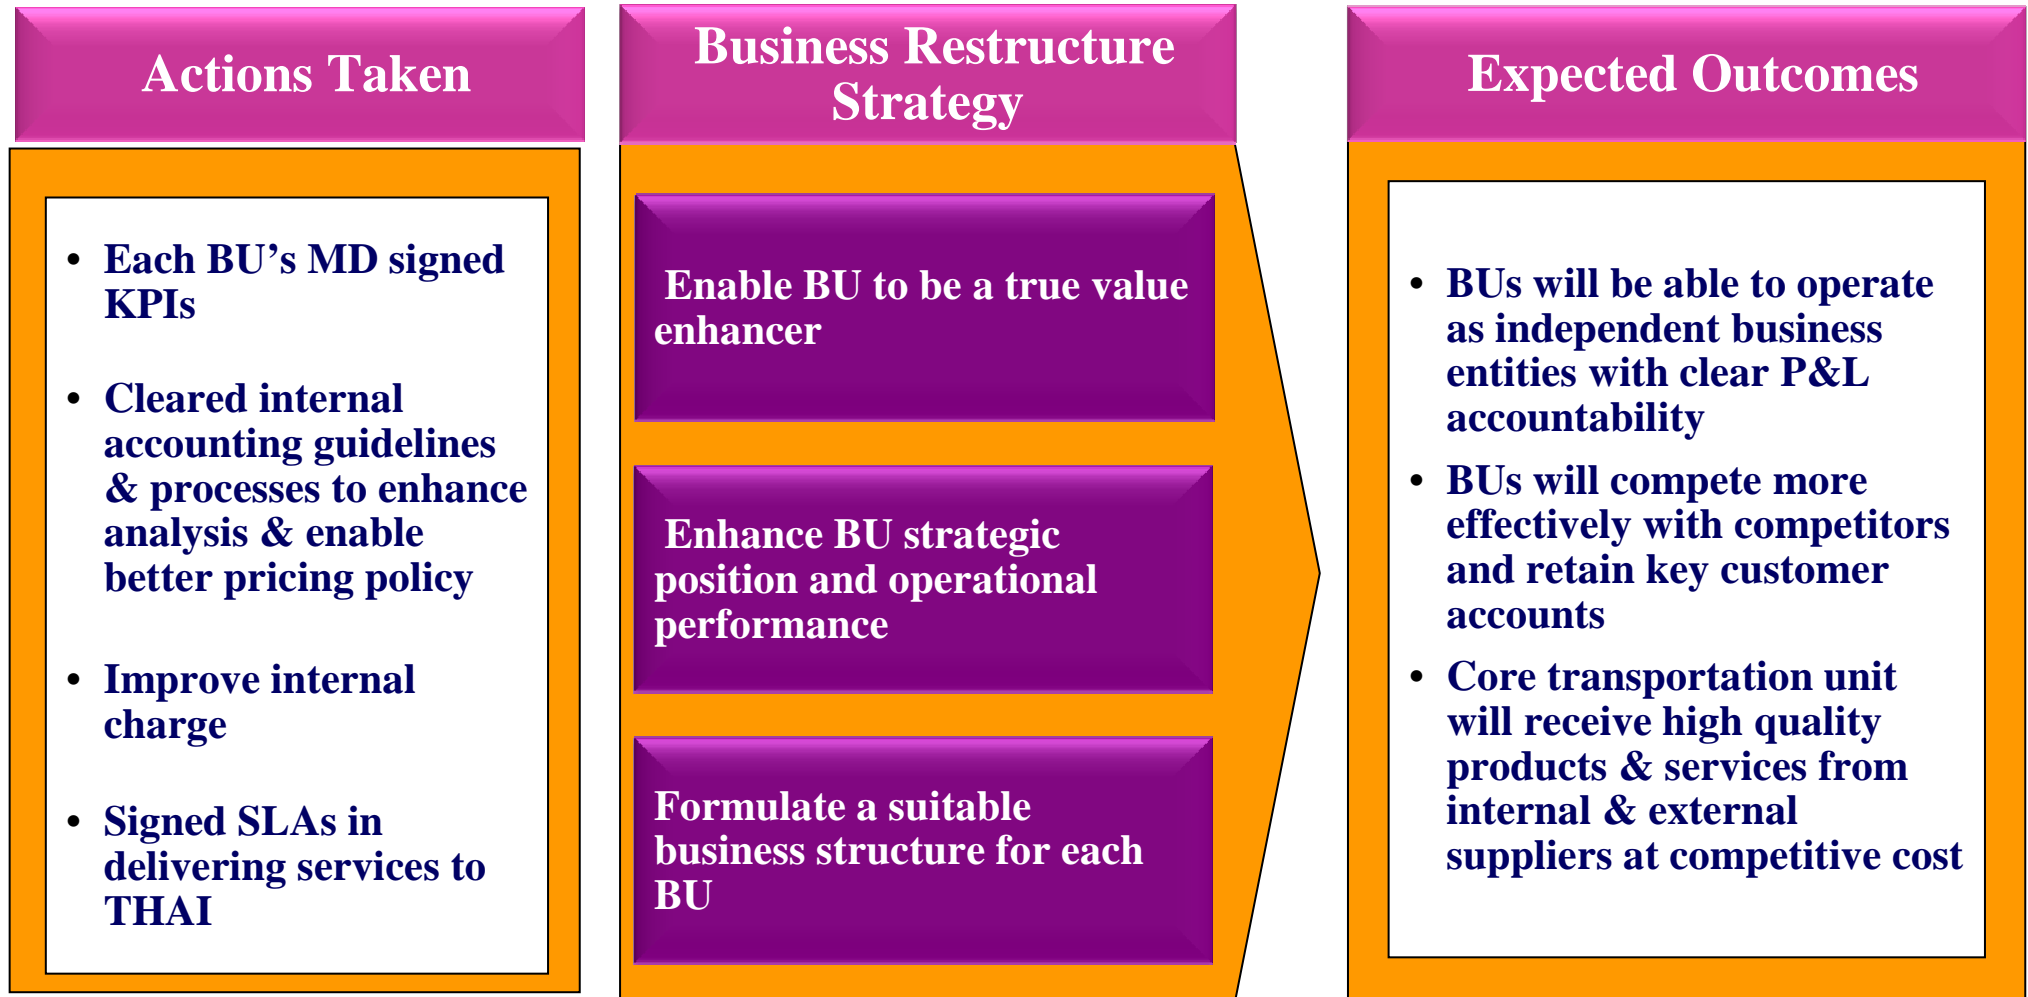 Actions Taken
• Each BU’s MD signed
KPIs
• Cleared internal
accounting guidelines
& processes to enhance
analysis & enable
better pricing policy
• Improve internal
charge
• Signed SLAs in
delivering services to
THAI
Business Restructure
Strategy
Enable BU to be a true value
enhancer
Enhance BU strategic
position and operational
performance
Formulate a suitable
business structure for each
BU
Expected Outcomes
• BUs will be able to operate
as independent business
entities with clear P&L
accountability
• BUs will compete more
effectively with competitors
and retain key customer
accounts
• Core transportation unit
will receive high quality
products & services from
internal & external
suppliers at competitive cost